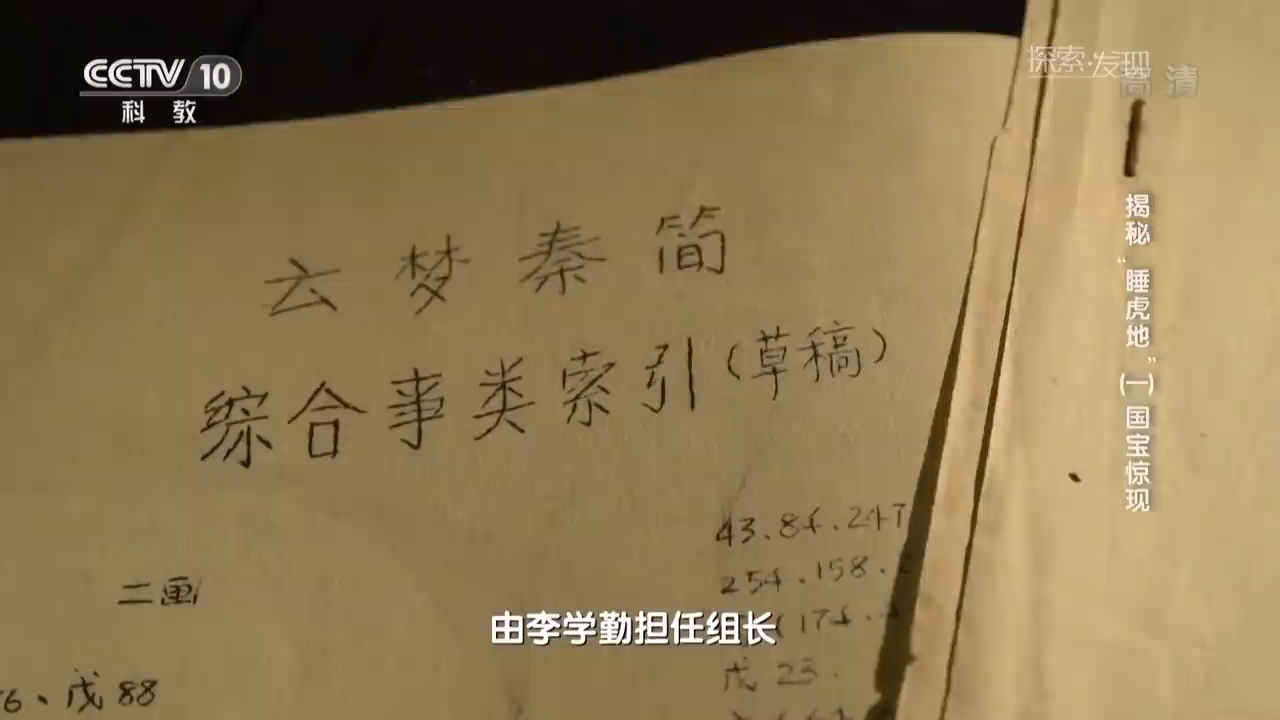 CCTV 10
科教
探索·发现
高清
揭秘“睡虎地”(一)国宝惊现
云梦秦简
综合事类索引(草稿)
二画
戊88
43.84.247
254.158.
174.
戊23.
由李学勤担任组长